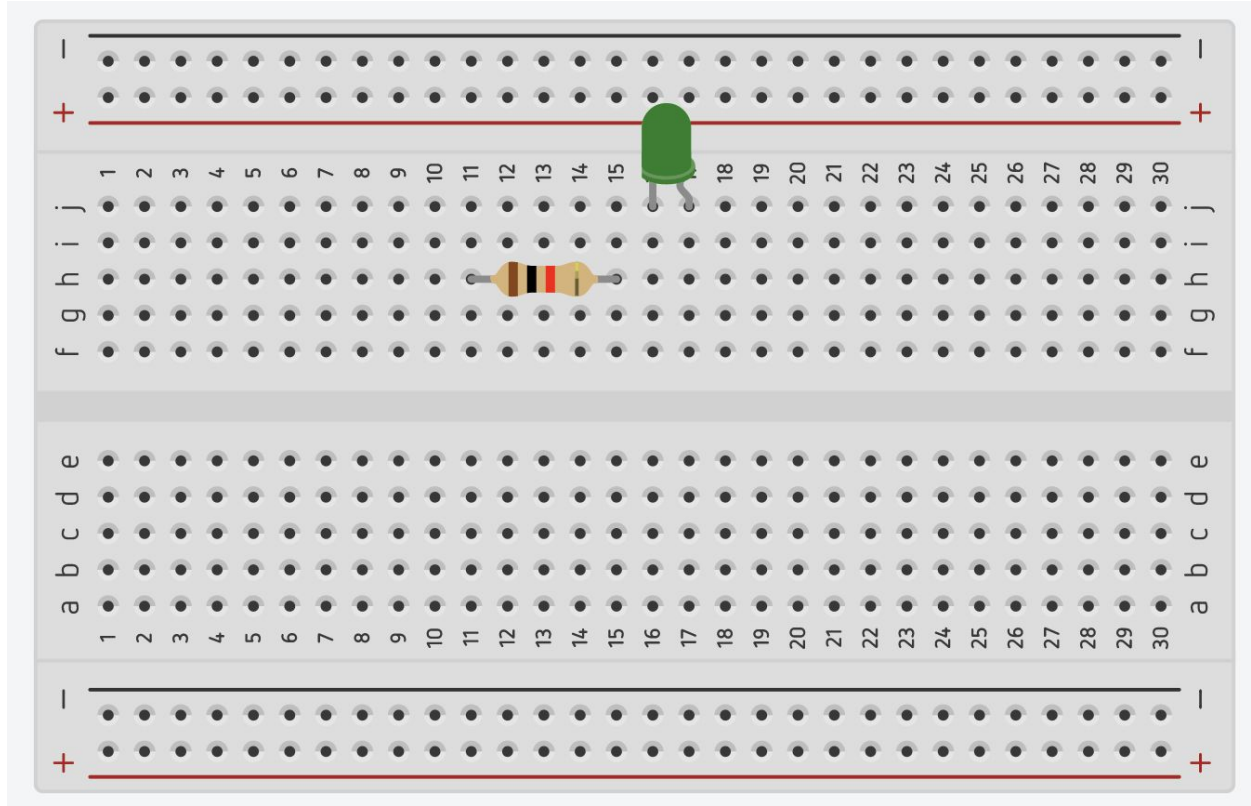 − −
+ +
1 2 3 4 5 6 7 8 9 10 11 12 13 14 15 18 19 20 21 22 23 24 25 26 27 28 29 30
j j
i i
h h
g g
f f
e e
d d
c c
b b
a a
1 2 3 4 5 6 7 8 9 10 11 12 13 14 15 16 17 18 19 20 21 22 23 24 25 26 27 28 29 30
− −
+ +